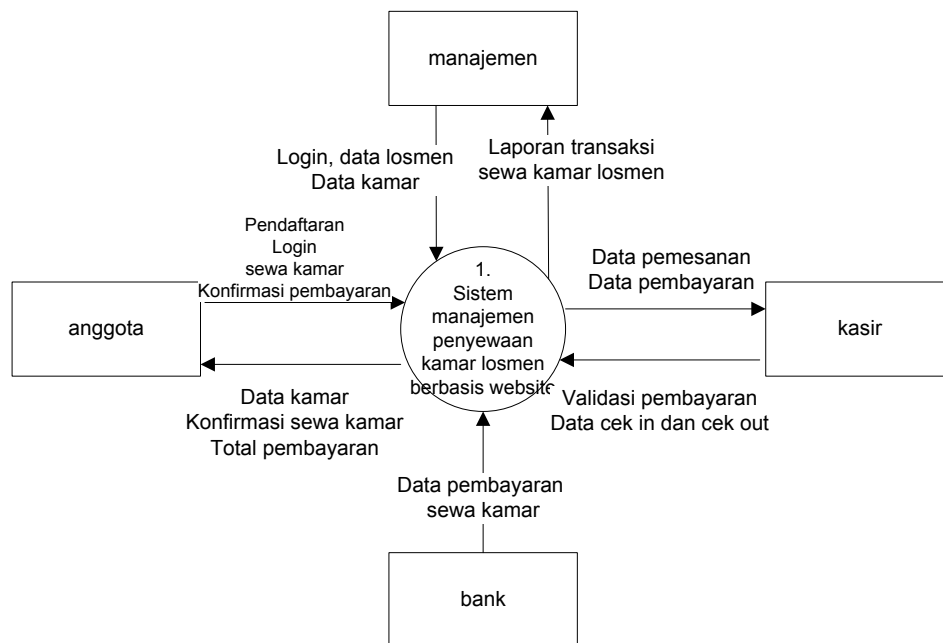 manajemen
Login, data losmen
Data kamar
Laporan transaksi
sewa kamar losmen
Pendaftaran
Login
sewa kamar
Konfirmasi pembayaran
anggota
1.
Sistem
manajemen
penyewaan
kamar losmen
berbasis website
Data pemesanan
Data pembayaran
kasir
Data kamar
Konfirmasi sewa kamar
Total pembayaran
Validasi pembayaran
Data cek in dan cek out
Data pembayaran
sewa kamar
bank